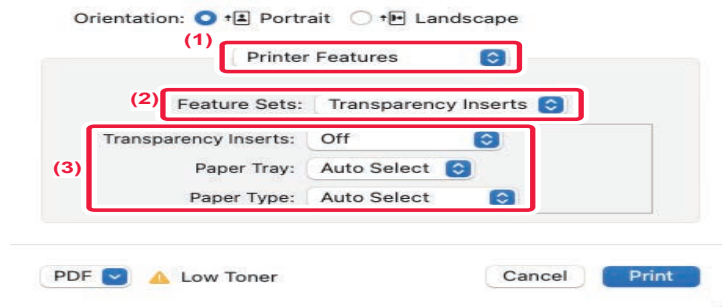 Orientation: Portrait Landscape
(1)
Printer Features
(2) Feature Sets: Transparency Inserts
Transparency Inserts: Off
(3) Paper Tray: Auto Select
Paper Type: Auto Select
PDF Low Toner Cancel Print